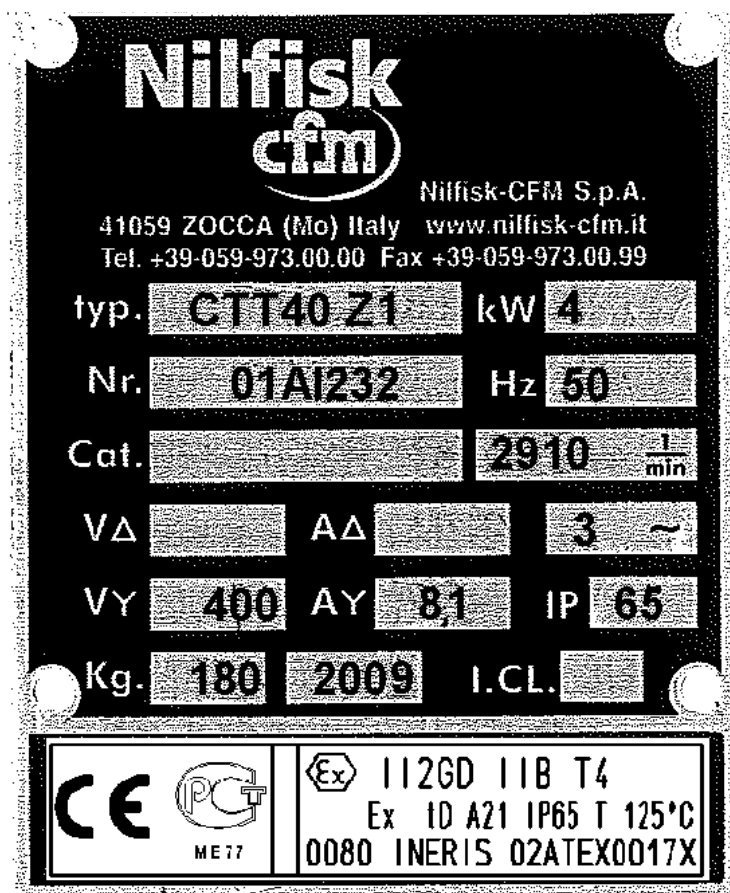 Nilfisk
cfm
Nilfisk-CFM S.p.A.
41059 ZOCCA (Mo) Italy www.nilfisk-cfm.it
Tel. +39-059-973.00.00 Fax +39-059-973.00.99
typ. CTT40 Z1 kW 4
Nr. 01AI232 Hz 50
Cat. 2910 1/min
V∆ A∆ 3 ~
VY 400 AY 8,1 IP 65
Kg. 180 2009 I.CL.
CE PCT Ex II2GD IIB T4
Ex tD A21 IP65 T 125°C
ME77 0080 INERIS 02ATEX0017X